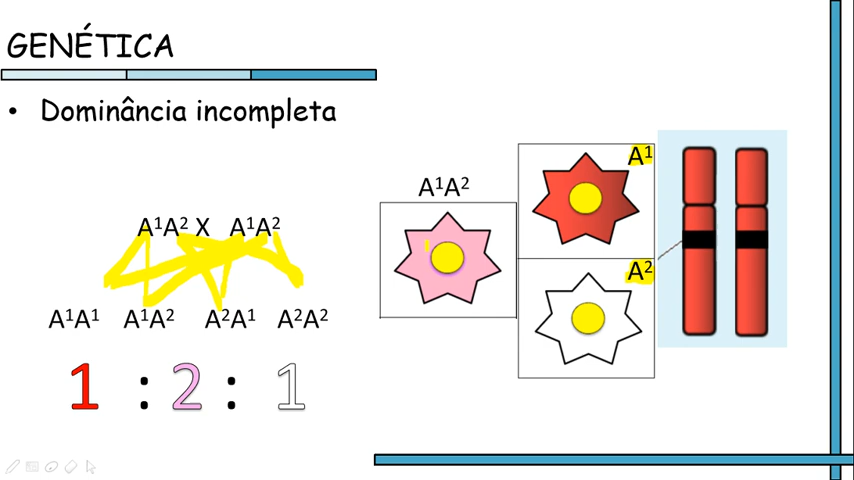 GENÉTICA
• Dominância incompleta
A¹A² X A¹A²
A¹A¹ A¹A² A²A¹ A²A²
1 : 2 : 1
A¹A²
A¹
A²